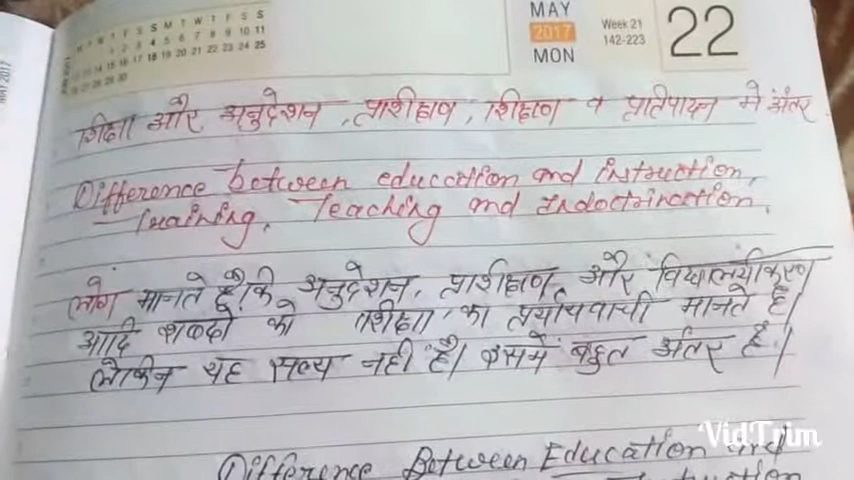 MAY
2017
MON
Week 21
142-223
22
शिक्षा और अनुदेशन, प्रशिक्षण, शिक्षण व प्रतिपादन में अंतर
Difference between education and instruction,
Training, Teaching and Indoctrination.
लोग मानते है कि अनुदेशन, प्रशिक्षण और विद्यालयीकरण
आदि शब्दों को शिक्षा का पर्यायवाची मानते है।
लेकिन यह सत्य नहीं है। इसमें बहुत अंतर है।
Difference Between Education and
VidTrim